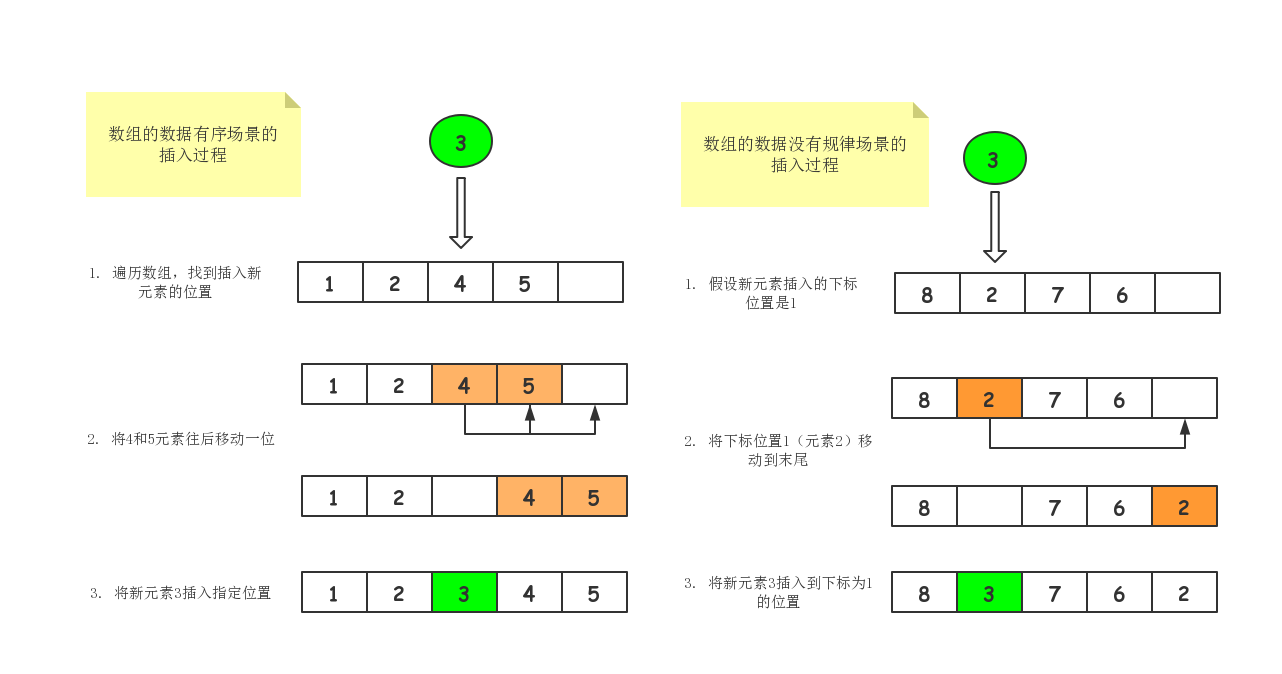 数组的数据有序场景的
插入过程
3
1. 遍历数组，找到插入新
元素的位置
1 2 4 5
1 2 4 5
2. 将4和5元素往后移动一位
1 2 4 5
3. 将新元素3插入指定位置
1 2 3 4 5
数组的数据没有规律场景的
插入过程
3
1. 假设新元素插入的下标
位置是1
8 2 7 6
8 2 7 6
2. 将下标位置1（元素2）移
动到末尾
8 7 6 2
3. 将新元素3插入到下标为1
的位置
8 3 7 6 2